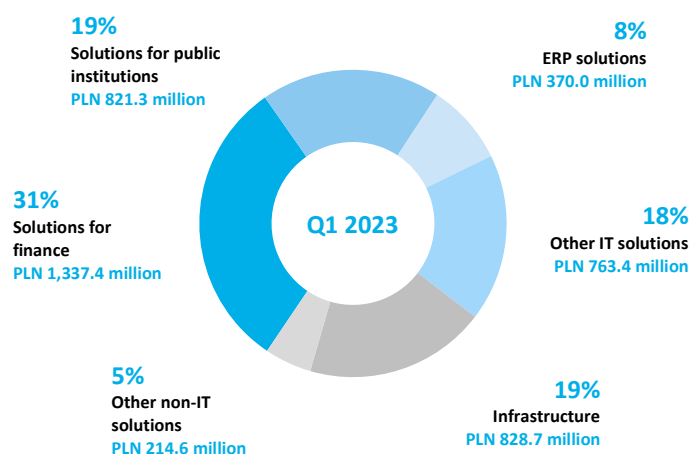 19%
Solutions for public
institutions
PLN 821.3 million
8%
ERP solutions
PLN 370.0 million
31%
Solutions for
finance
PLN 1,337.4 million
Q1 2023
18%
Other IT solutions
PLN 763.4 million
5%
Other non-IT
solutions
PLN 214.6 million
19%
Infrastructure
PLN 828.7 million